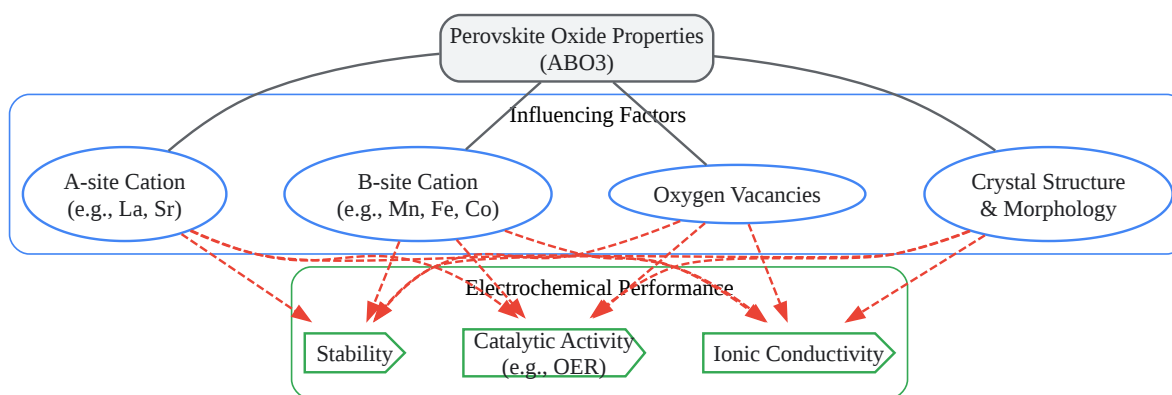 Perovskite Oxide Properties
(ABO3)
Influencing Factors
A-site Cation
(e.g., La, Sr)
B-site Cation
(e.g., Mn, Fe, Co)
Oxygen Vacancies
Crystal Structure
& Morphology
Electrochemical Performance
Stability
Catalytic Activity
(e.g., OER)
Ionic Conductivity